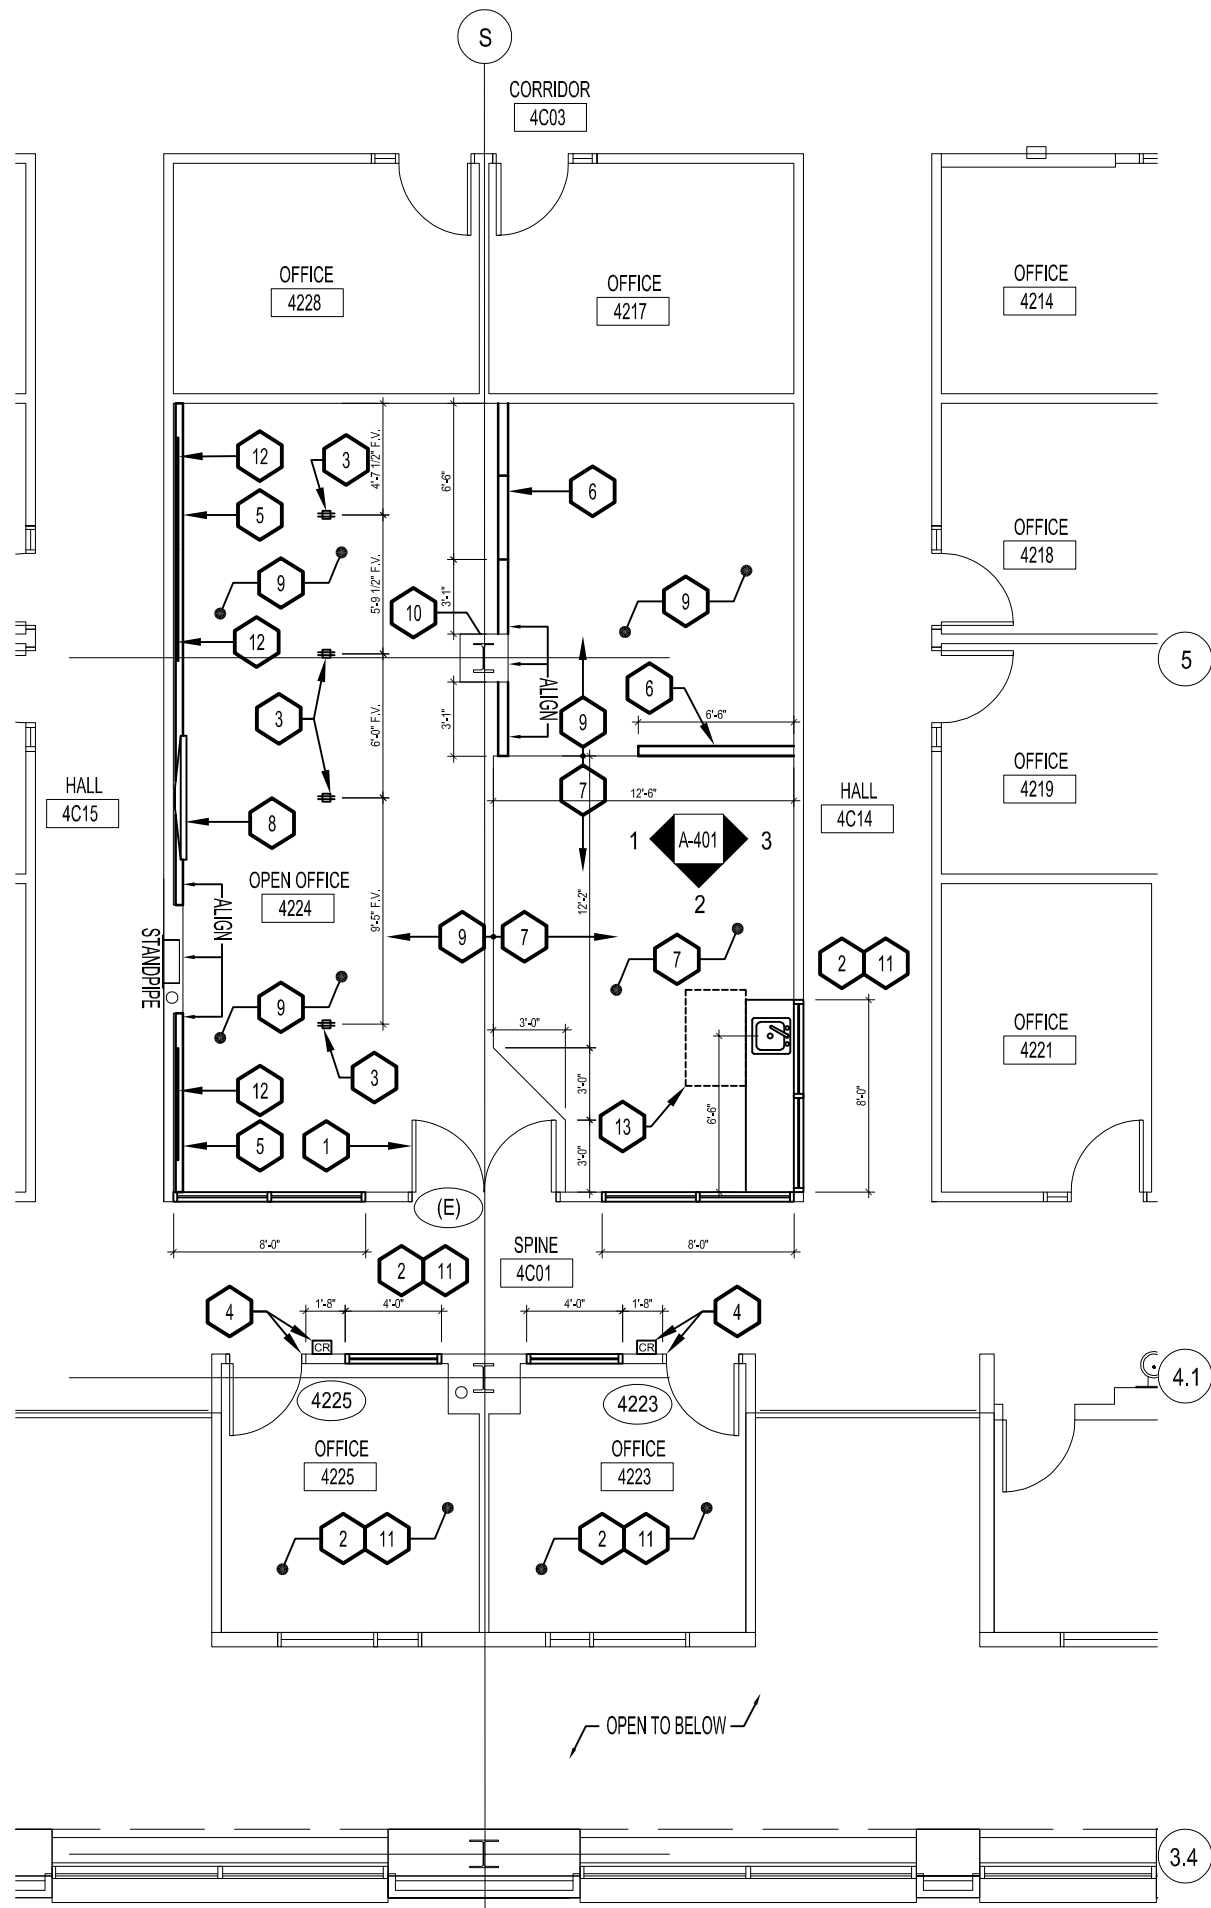 S
CORRIDOR
4C03
OFFICE
4228
OFFICE
4217
OFFICE
4214
12
3
4'-7 1/2" F.V.
6'-6"
6
5
OFFICE
4218
9
5'-9 1/2" F.V.
3'-1"
9
10
12
ALIGN
5
6
3
6'-0" F.V.
3'-1"
9
6'-6"
OFFICE
4219
HALL
4C15
7
12'-6"
HALL
4C14
8
1
A-401
3
2
OPEN OFFICE
4224
ALIGN
9'-5" F.V.
12'-2"
STANDPIPE
9
7
7
2
11
9
3'-0"
OFFICE
4221
12
3
3'-0"
6'-6"
8'-0"
13
5
1
3'-0"
(E)
8'-0"
SPINE
4C01
8'-0"
2
11
4
1'-8"
4'-0"
4'-0"
1'-8"
4
CR
CR
4.1
4225
4223
OFFICE
4225
OFFICE
4223
2
11
2
11
OPEN TO BELOW
3.4